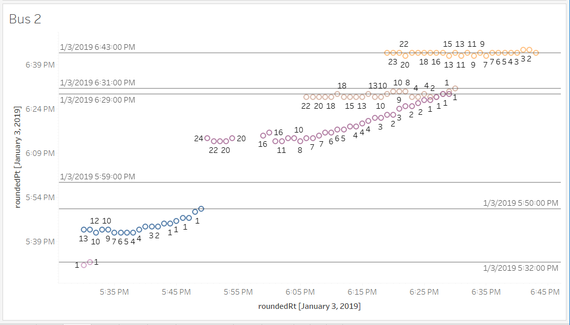 Bus 2
1/3/2019 6:43:00 PM
22 15 13 11 9
23 20 18 16 13 11 9 7 7 6 5 4 3 3 2
6:39 PM
1/3/2019 6:31:00 PM
18 13 10 10 8 4 4 2 1
1/3/2019 6:29:00 PM
22 20 18 15 13 10 9 1
6:24 PM
24 20 16 10
22 20 16 11 8 7 7 6 5 4 4 3 2 3 2 2 1 1 1
6:09 PM
1/3/2019 5:59:00 PM
5:54 PM
1/3/2019 5:50:00 PM
12 10
13 10 9 7 6 5 4 4 3 2 1 1 1
5:39 PM
1 1
1/3/2019 5:32:00 PM
roundedPt [January 3, 2019]
5:35 PM 5:45 PM 5:55 PM 6:05 PM 6:15 PM 6:25 PM 6:35 PM 6:45 PM
roundedRt [January 3, 2019]